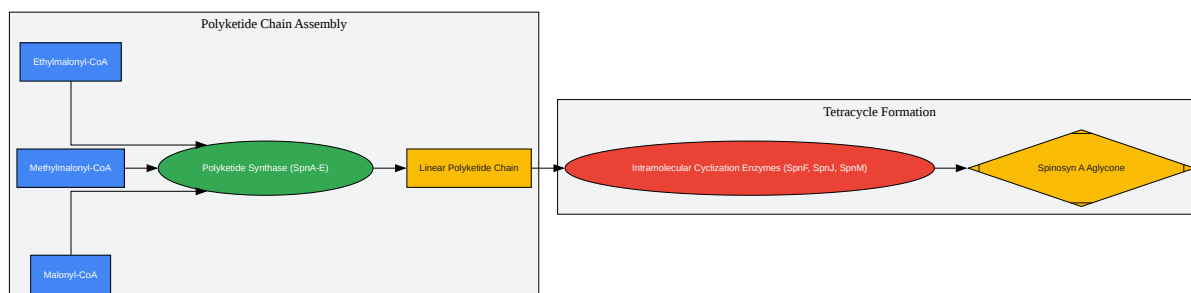 Polyketide Chain Assembly
Ethylmalonyl-CoA
Methylmalonyl-CoA
Malonyl-CoA
Polyketide Synthase (SpnA-E)
Linear Polyketide Chain
Tetracycle Formation
Intramolecular Cyclization Enzymes (SpnF, SpnJ, SpnM)
Spinosyn A Aglycone